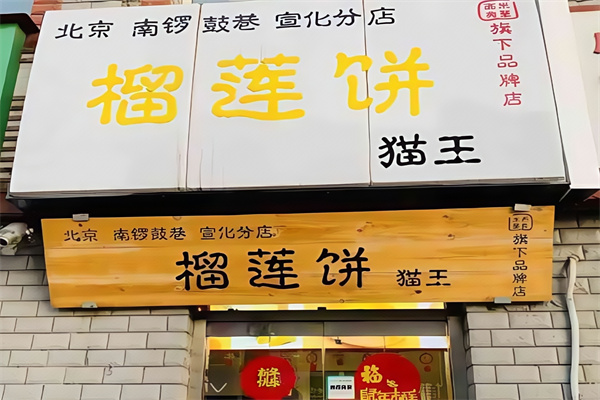 北京 南锣鼓巷 宣化分店
榴莲饼
猫王
旗下品牌店
北京 南锣鼓巷 宣化分店
榴莲饼 猫王
旗下品牌店
福